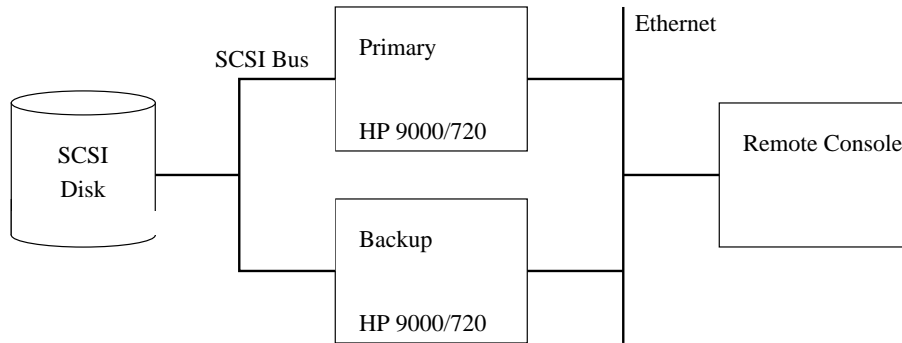 Ethernet
SCSI Bus
Primary
HP 9000/720
SCSI
Disk
Remote Console
Backup
HP 9000/720